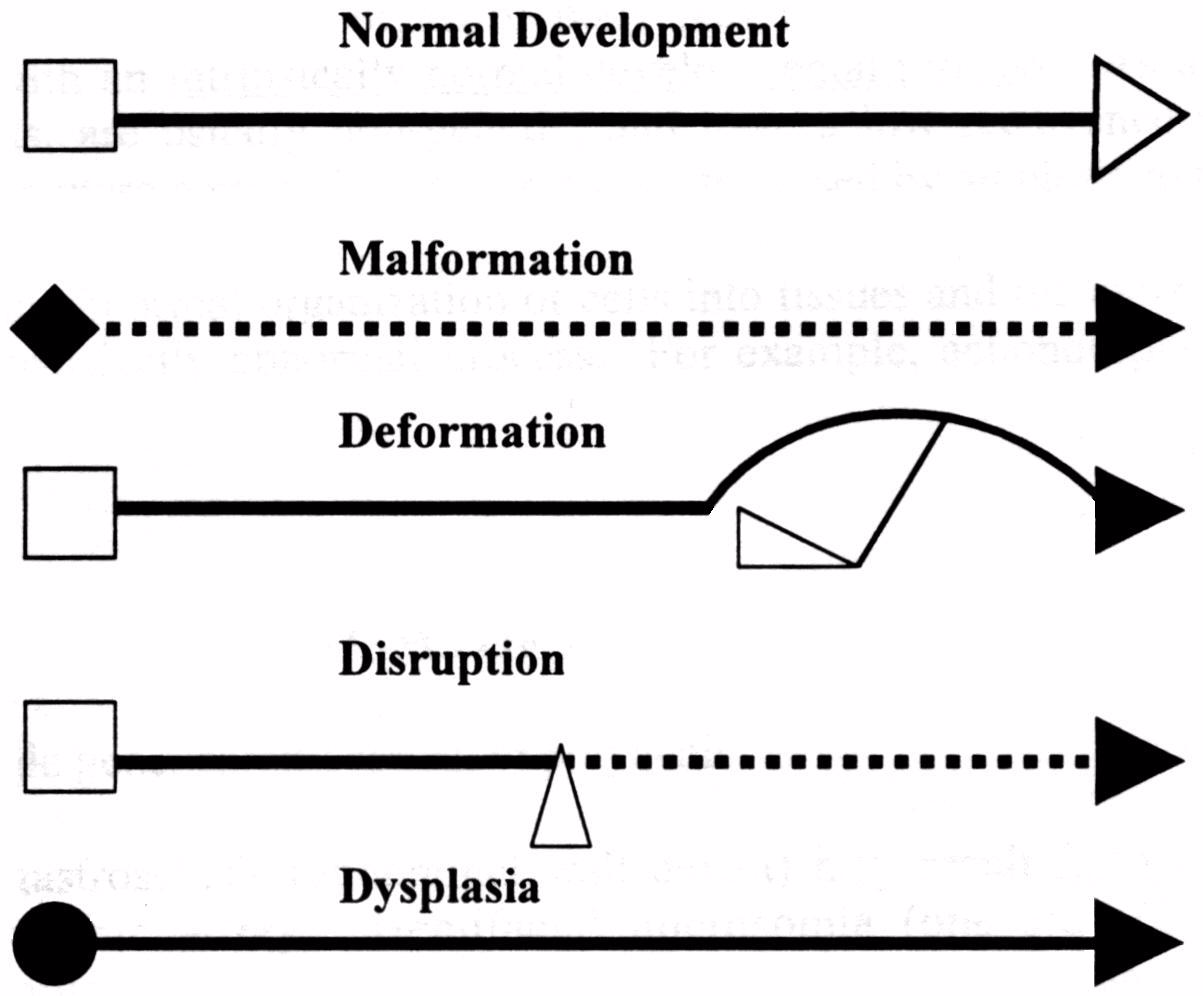 Normal Development
Malformation
Deformation
Disruption
Dysplasia